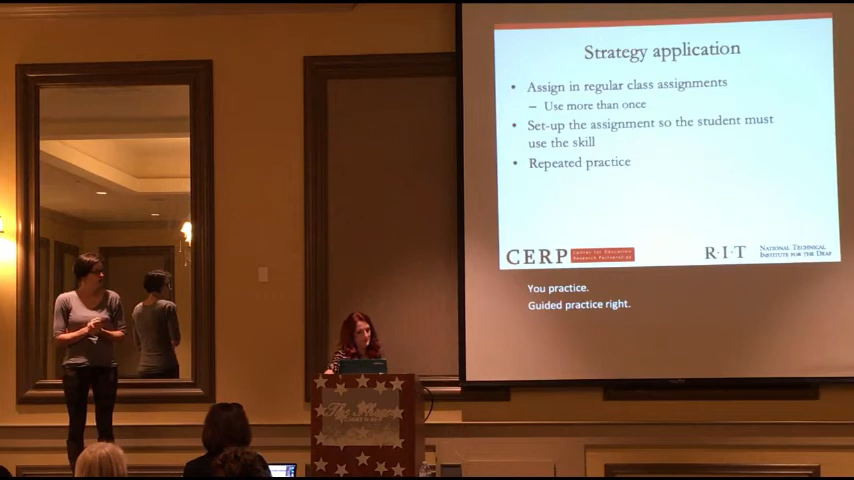 Strategy application
• Assign in regular class assignments
– Use more than once
• Set-up the assignment so the student must
use the skill
• Repeated practice
CERP Center for Education
Research Partnerships
R·I·T NATIONAL TECHNICAL
INSTITUTE FOR THE DEAF
You practice.
Guided practice right.